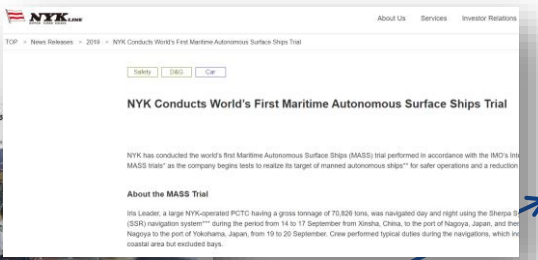 NYK LINE
About Us Services Investor Relations
TOP > News Releases > 2019 > NYK Conducts World's First Maritime Autonomous Surface Ships Trial
Safety D&G Car
NYK Conducts World's First Maritime Autonomous Surface Ships Trial
NYK has conducted the world's first Maritime Autonomous Surface Ships (MASS) trial performed in accordance with the IMO's Inte
MASS trials* as the company begins tests to realize its target of manned autonomous ships** for safer operations and a reduction
About the MASS Trial
Iris Leader, a large NYK-operated PCTC having a gross tonnage of 70,826 tons, was navigated day and night using the Sherpa S
(SSR) navigation system*** during the period from 14 to 17 September from Xinsha, China, to the port of Nagoya, Japan, and then
Nagoya to the port of Yokohama, Japan, from 19 to 20 September. Crew performed typical duties during the navigations, which inc
coastal area but excluded bays.